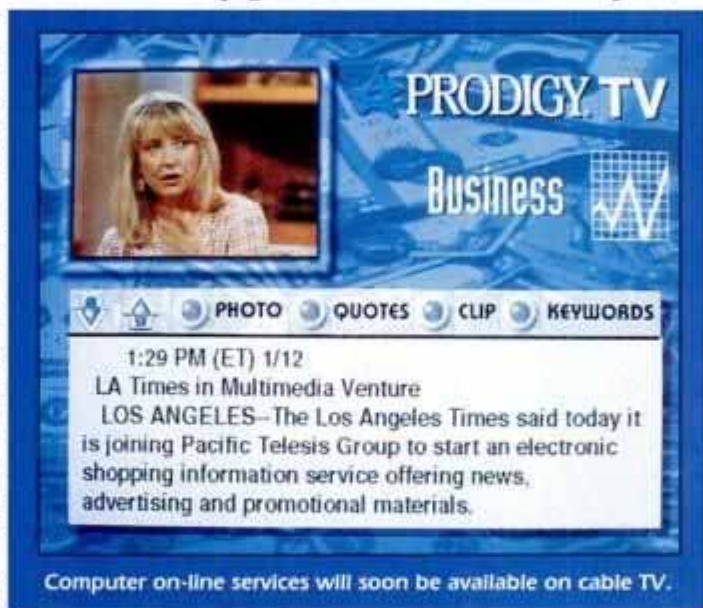 PRODIGY TV
Business
PHOTO QUOTES CLIP KEYWORDS
1:29 PM (ET) 1/12
LA Times in Multimedia Venture
LOS ANGELES--The Los Angeles Times said today it
is joining Pacific Telesis Group to start an electronic
shopping information service offering news,
advertising and promotional materials.
Computer on-line services will soon be available on cable TV.